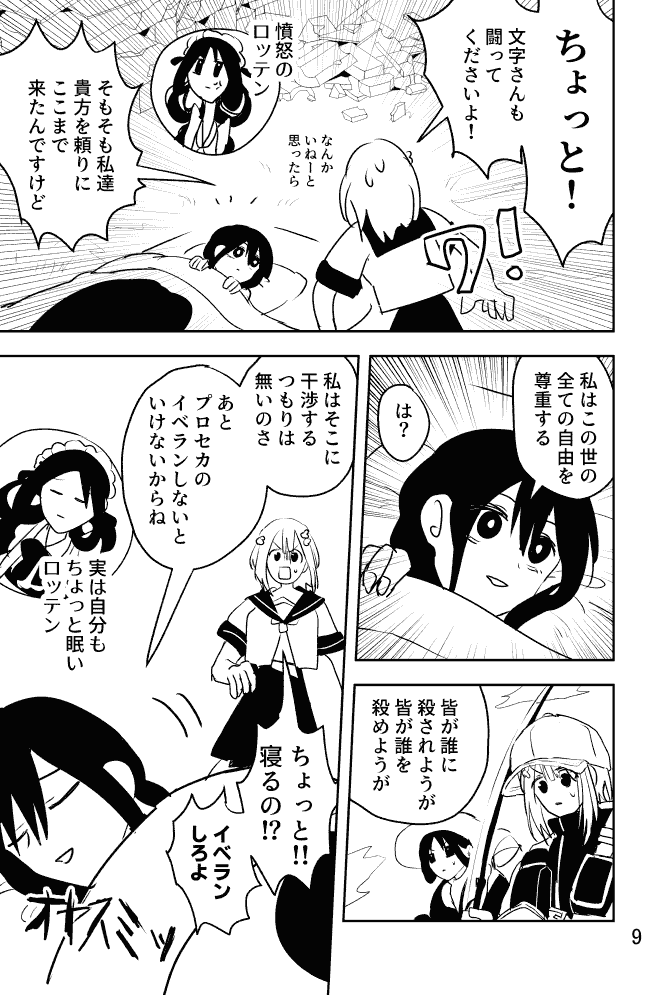 ちょっと！
文字さんも
闘って
くださいよ！
ワ！
なんか
いねーと
思ったら
憤怒の
ロッテン
そもそも私達
貴方を頼りに
ここまで
来たんですけど
私はこの世の
全ての自由を
尊重する
は？
皆が誰に
殺されようが
皆が誰を
殺めようが
私はそこに
干渉する
つもりは
無いのさ
あと
プロセカの
イベランしないと
いけないからね
実は自分も
ちょっと眠い
ロッテン
ちょっと!!
寝るの!?
イベラン
しろよ
オヤスミッ
9